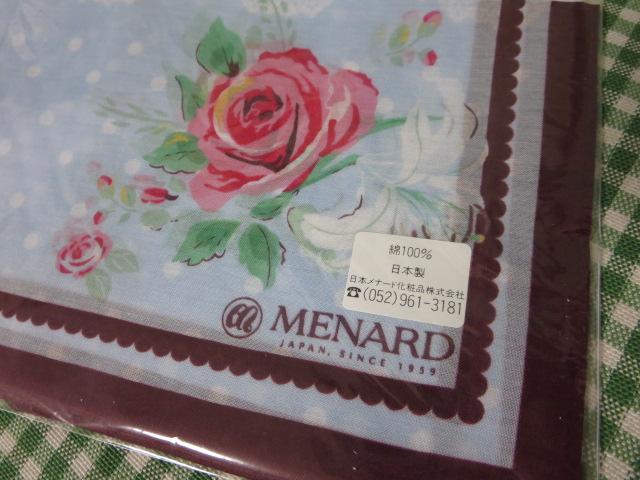 綿100%
日本製
日本メナード化粧品株式会社
☎(052)961-3181
MENARD
JAPAN, SINCE 1959